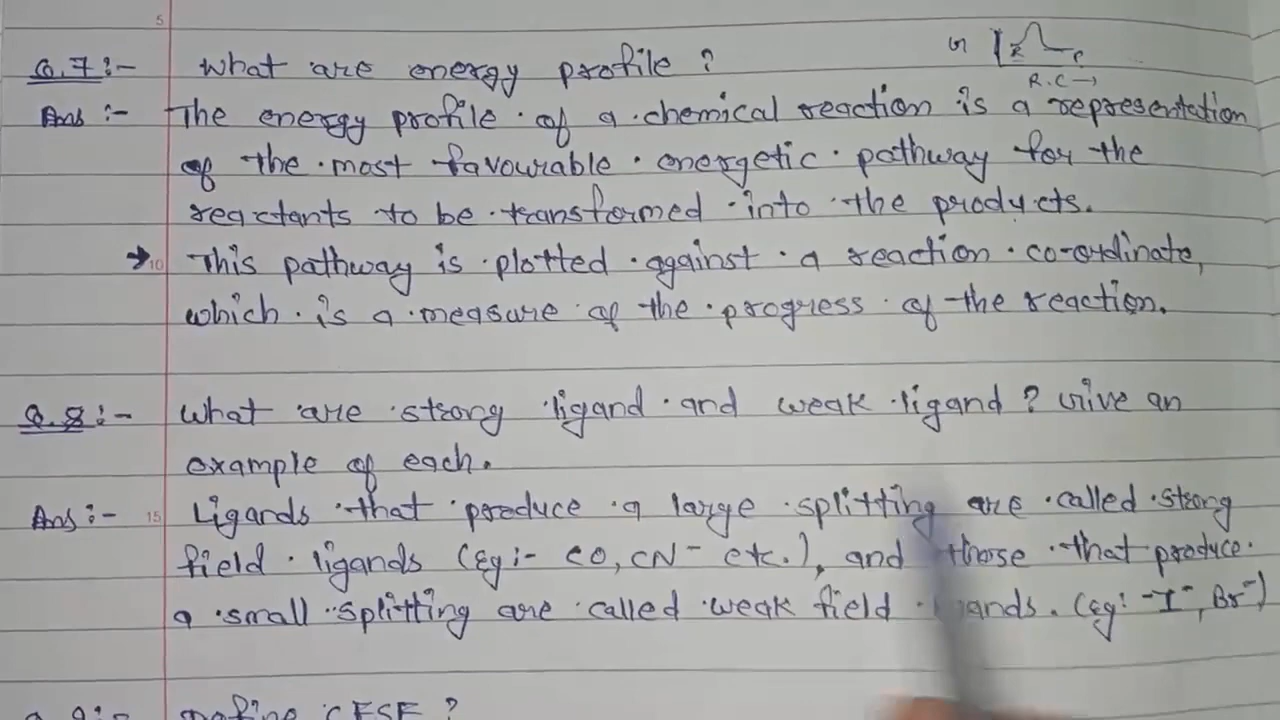 5
Q.7:- What are energy profile?
R.C →
Ans:- The energy profile of a chemical reaction is a representation
of the most favourable energetic pathway for the
reactants to be transformed into the products.
→ 10 This pathway is plotted against a reaction co-ordinate,
which is a measure of the progress of the reaction.
Q.8:- What are strong ligand and weak ligand? Give an
example of each.
Ans:- 15 Ligands that produce a large splitting are called strong
field ligands (Eg:- CO, CN⁻ etc.), and those that produce
a small splitting are called weak field ligands. (Eg:- I⁻, Br⁻)
Define CFSE?